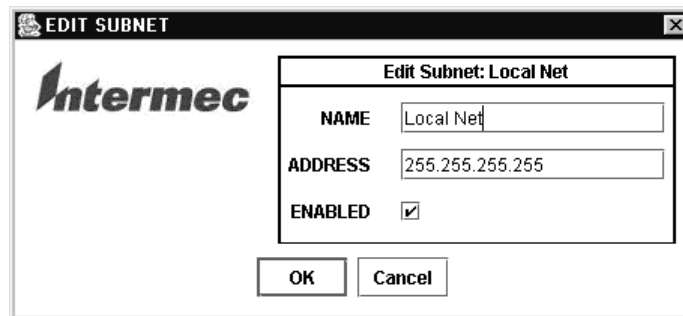 EDIT SUBNET
Intermec
Edit Subnet: Local Net
NAME Local Net
ADDRESS 255.255.255.255
ENABLED
OK Cancel